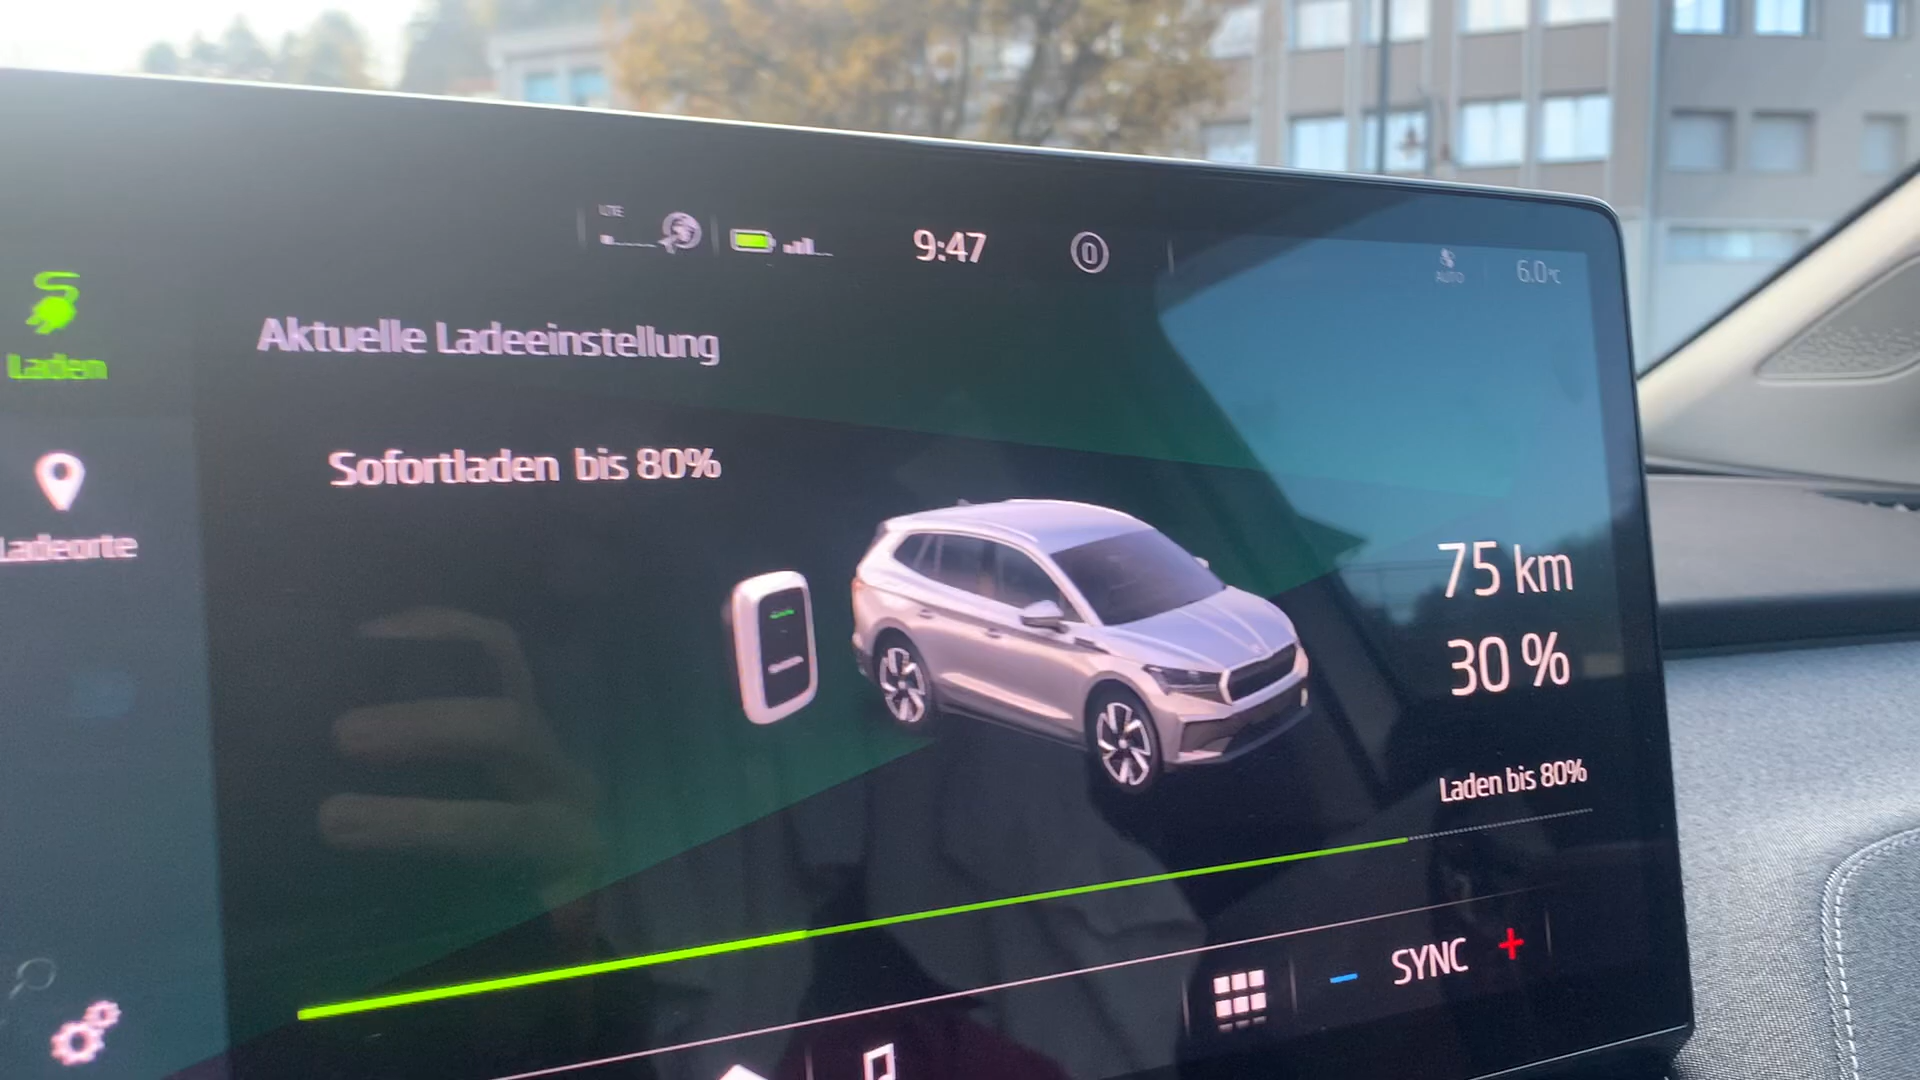 LTE
9:47
AUTO
6.0°C
Laden
Aktuelle Ladeeinstellung
Sofortladen bis 80%
Ladeorte
75 km
30 %
Laden bis 80%
SYNC